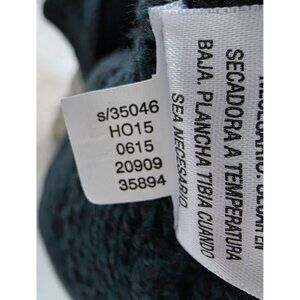 s/35046
HO15
0615
20909
35894
SECADORA A TEMPERATURA
BAJA. PLANCHA TIBIA CUANDO
SEA NECESARIO.